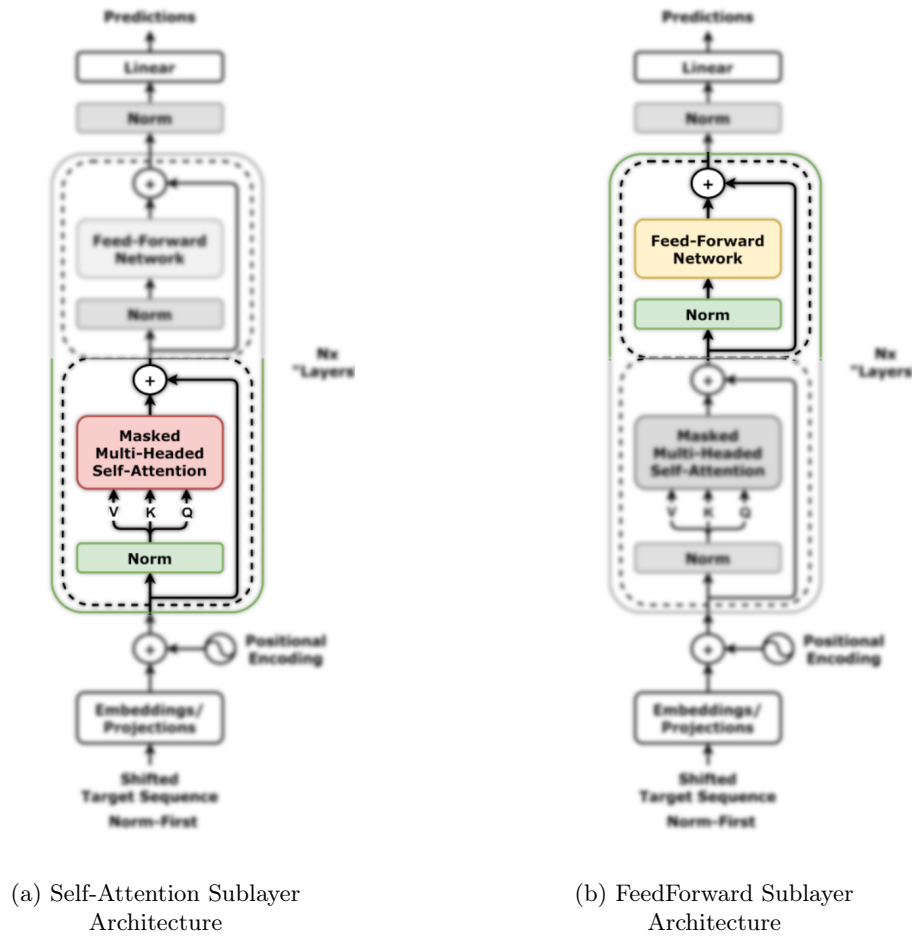 Predictions
Linear
Norm
+
Feed-Forward
Network
Norm
Nx
"Layers
+
Masked
Multi-Headed
Self-Attention
V K Q
Norm
+
Positional
Encoding
Embeddings/
Projections
Shifted
Target Sequence
Norm-First
(a) Self-Attention Sublayer
Architecture
Predictions
Linear
Norm
+
Feed-Forward
Network
Norm
Nx
"Layers
+
Masked
Multi-Headed
Self-Attention
V K Q
Norm
+
Positional
Encoding
Embeddings/
Projections
Shifted
Target Sequence
Norm-First
(b) FeedForward Sublayer
Architecture